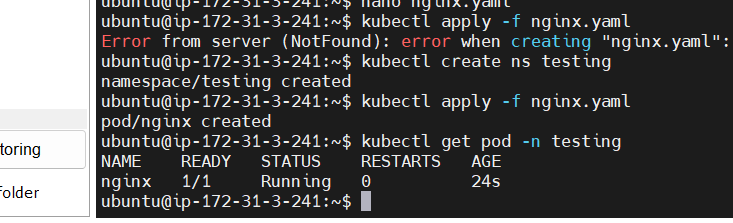 ubuntu@ip-172-31-3-241:~$ nano nginx.yaml
ubuntu@ip-172-31-3-241:~$ kubectl apply -f nginx.yaml
Error from server (NotFound): error when creating "nginx.yaml":
ubuntu@ip-172-31-3-241:~$ kubectl create ns testing
namespace/testing created
ubuntu@ip-172-31-3-241:~$ kubectl apply -f nginx.yaml
pod/nginx created
ubuntu@ip-172-31-3-241:~$ kubectl get pod -n testing
NAME READY STATUS RESTARTS AGE
nginx 1/1 Running 0 24s
ubuntu@ip-172-31-3-241:~$
toring
folder